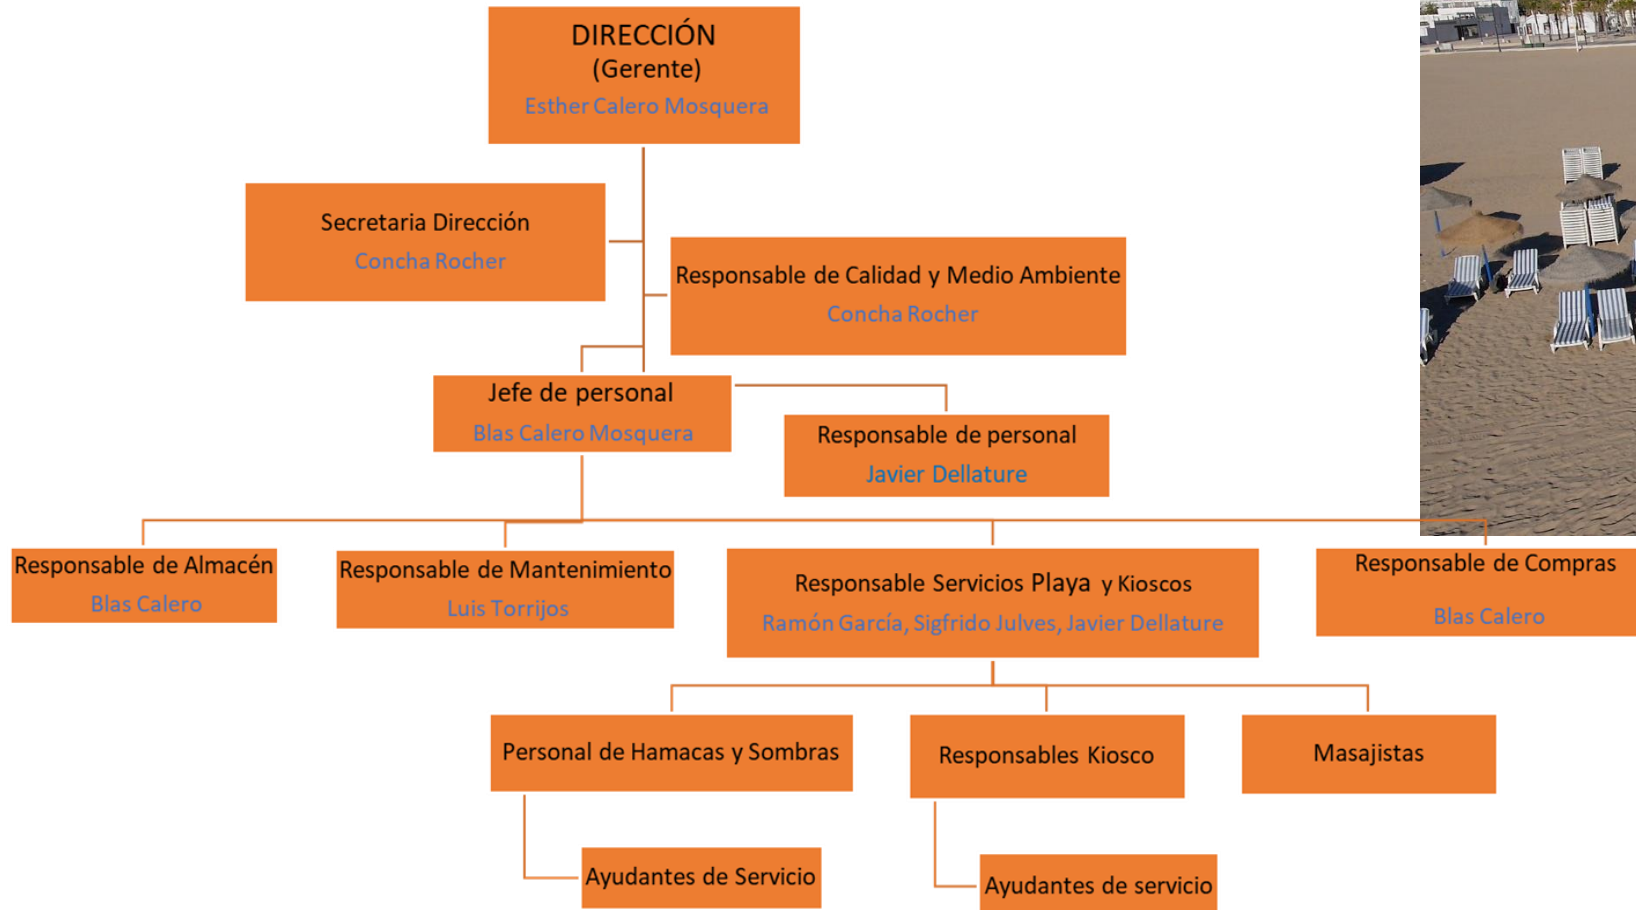 DIRECCIÓN
(Gerente)
Esther Calero Mosquera
Secretaria Dirección
Concha Rocher
Responsable de Calidad y Medio Ambiente
Concha Rocher
Jefe de personal
Blas Calero Mosquera
Responsable de personal
Javier Dellature
Responsable de Almacén
Blas Calero
Responsable de Mantenimiento
Luis Torrijos
Responsable Servicios Playa y Kioscos
Ramón García, Sigfrido Julves, Javier Dellature
Responsable de Compras
Blas Calero
Personal de Hamacas y Sombras
Responsables Kiosco
Masajistas
Ayudantes de Servicio
Ayudantes de servicio